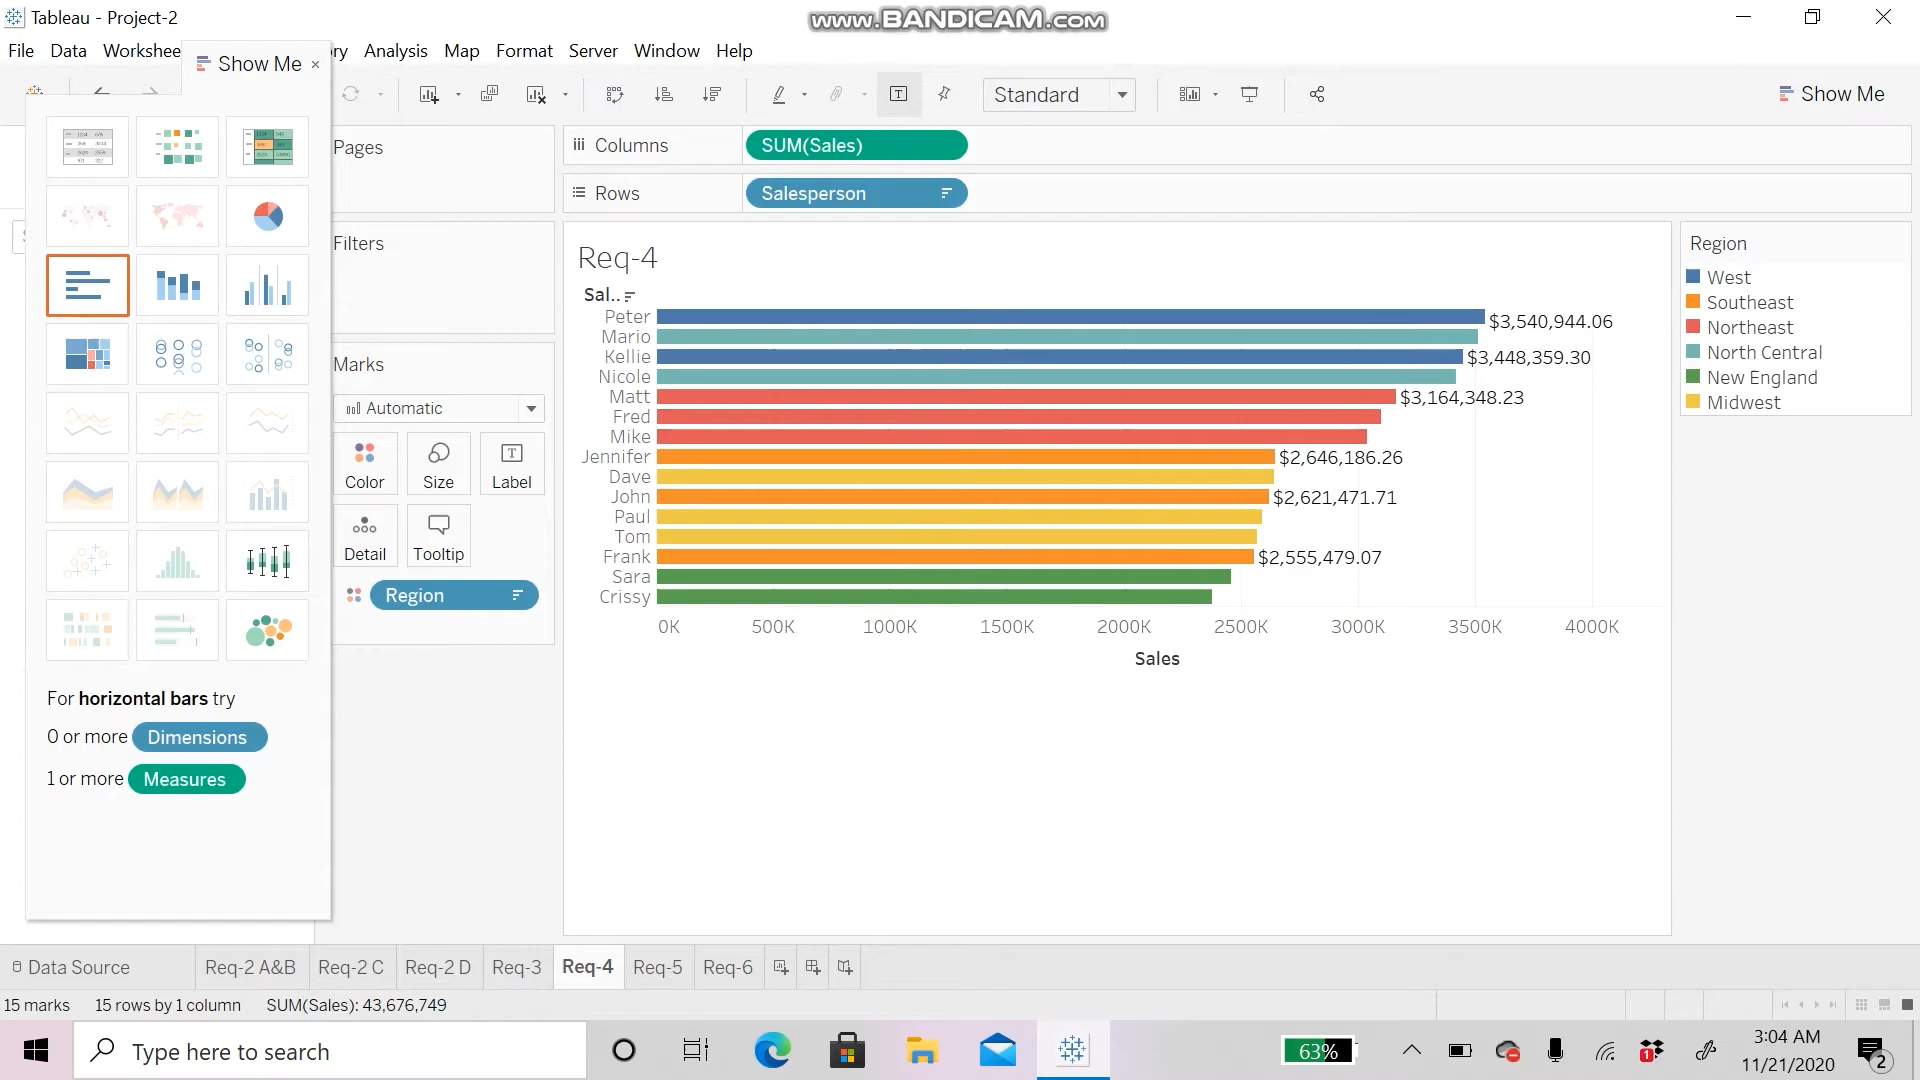 Tableau - Project-2
www.BANDICAM.com
File Data Workshee ry Analysis Map Format Server Window Help
Show Me ×
Standard
Show Me
Pages
Columns
SUM(Sales)
Rows
Salesperson
Filters
Marks
Automatic
Color
Size
Label
Detail
Tooltip
Region
Req-4
Sal..
Peter $3,540,944.06
Mario
Kellie $3,448,359.30
Nicole
Matt $3,164,348.23
Fred
Mike
Jennifer $2,646,186.26
Dave
John $2,621,471.71
Paul
Tom
Frank $2,555,479.07
Sara
Crissy
0K 500K 1000K 1500K 2000K 2500K 3000K 3500K 4000K
Sales
Region
West
Southeast
Northeast
North Central
New England
Midwest
For horizontal bars try
0 or more Dimensions
1 or more Measures
Data Source Req-2 A&B Req-2 C Req-2 D Req-3 Req-4 Req-5 Req-6
15 marks 15 rows by 1 column SUM(Sales): 43,676,749
Type here to search
63%
1
3:04 AM
11/21/2020
2